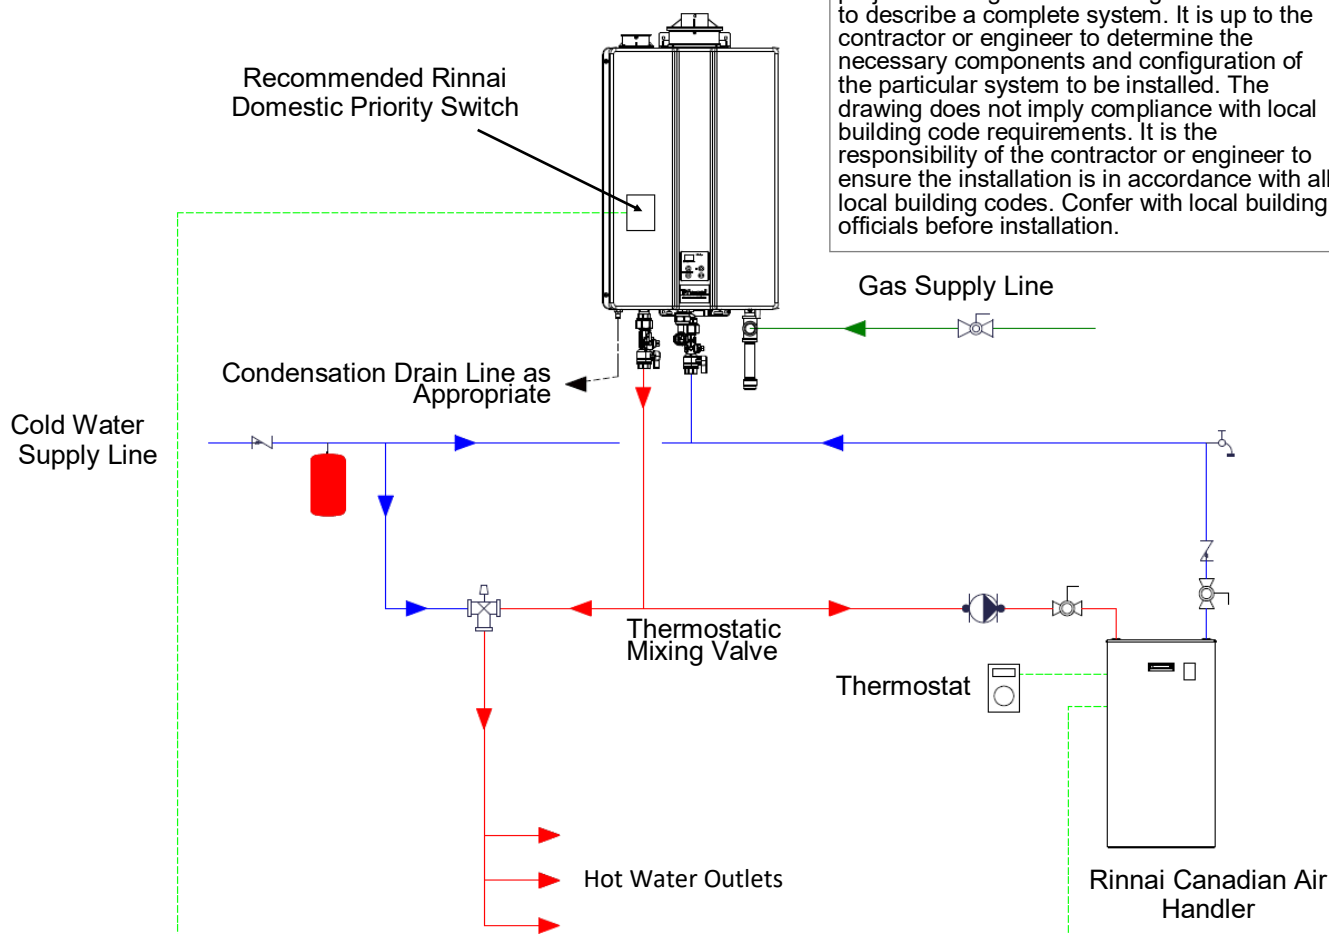 to describe a complete system. It is up to the
contractor or engineer to determine the
necessary components and configuration of
the particular system to be installed. The
drawing does not imply compliance with local
building code requirements. It is the
responsibility of the contractor or engineer to
ensure the installation is in accordance with all
local building codes. Confer with local building
officials before installation.
Recommended Rinnai
Domestic Priority Switch
Gas Supply Line
Condensation Drain Line as
Appropriate
Cold Water
Supply Line
Thermostatic
Mixing Valve
Thermostat
Hot Water Outlets
Rinnai Canadian Air
Handler